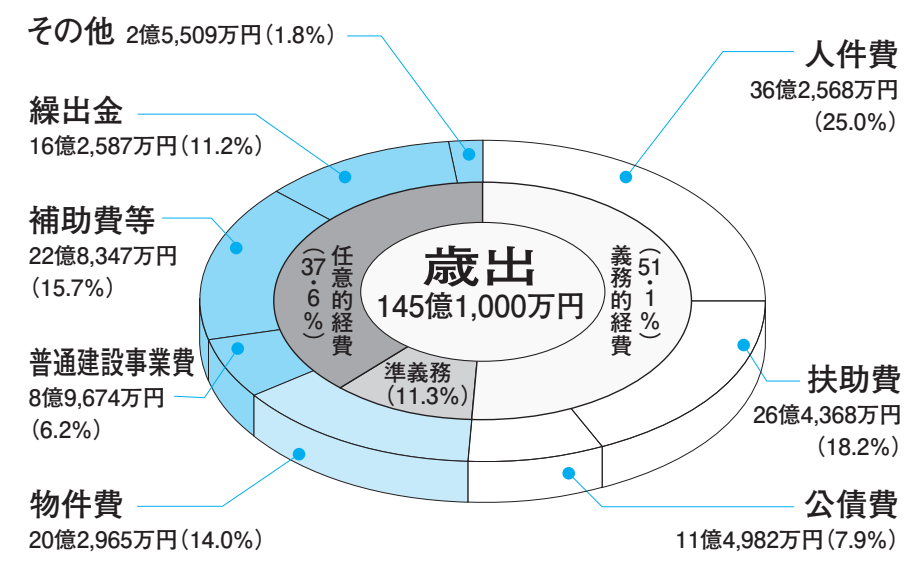 その他 2億5,509万円(1.8%)
人件費
36億2,568万円
(25.0%)
繰出金
16億2,587万円(11.2%)
補助費等
22億8,347万円
(15.7%)
任意的経費
(37・6%)
歳出
145億1,000万円
義務的経費
(51・1%)
準義務
(11.3%)
普通建設事業費
8億9,674万円
(6.2%)
扶助費
26億4,368万円
(18.2%)
物件費
20億2,965万円(14.0%)
公債費
11億4,982万円(7.9%)